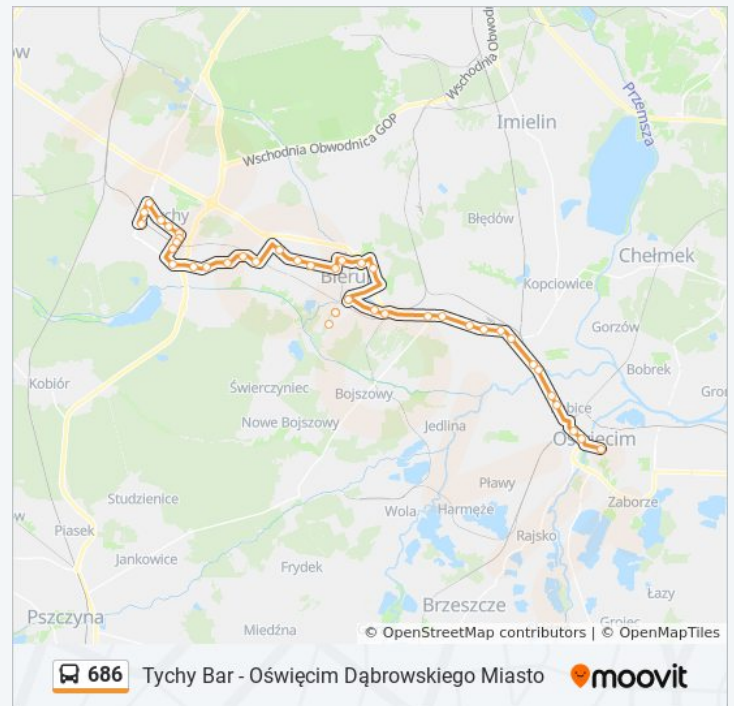 Wschodnia Obwodnica GOP
Przemsza
Imielin
Tychy
Błędów
Bieruń
Chełmek
Kopciowice
Gorzów
Kobiór
Świerczyniec
Bojszowy
Bobrek
Nowe Bojszowy
Jedlina
Oświęcim
Studzienice
Pławy
Wola
Harmęże
Zaborze
Piasek
Rajsko
Jankowice
Frydek
Pszczyna
Brzeszcze
Łazy
Miedźna
© OpenStreetMap contributors | © OpenMapTiles
686 Tychy Bar - Oświęcim Dąbrowskiego Miasto moovit